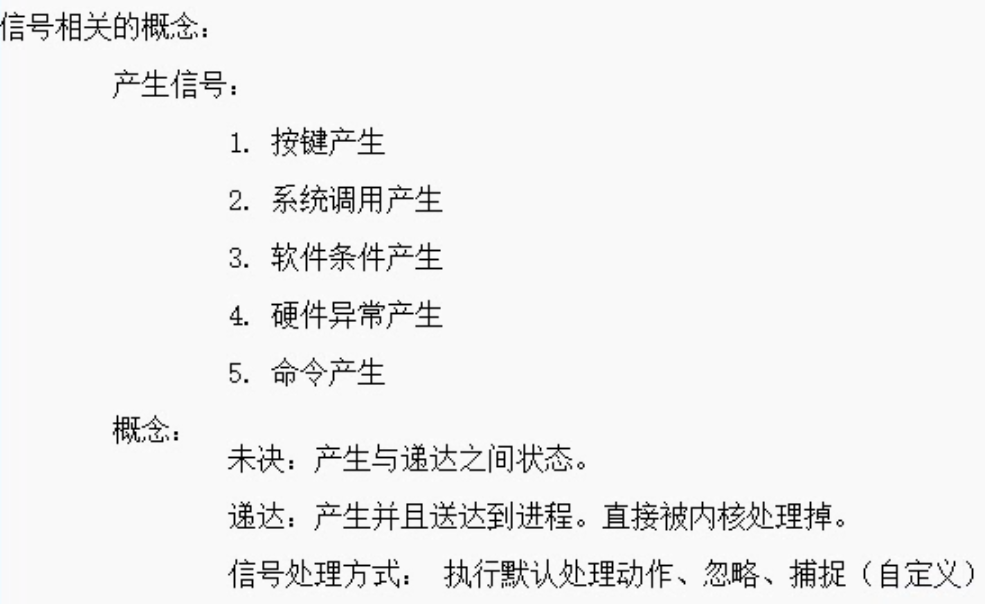 信号相关的概念：
产生信号：
1. 按键产生
2. 系统调用产生
3. 软件条件产生
4. 硬件异常产生
5. 命令产生
概念：
未决：产生与递达之间状态。
递达：产生并且送达到进程。直接被内核处理掉。
信号处理方式： 执行默认处理动作、忽略、捕捉（自定义）